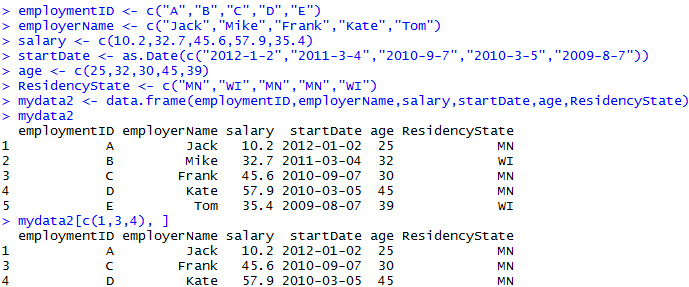 > employmentID <- c("A","B","C","D","E")
> employerName <- c("Jack","Mike","Frank","Kate","Tom")
> salary <- c(10.2,32.7,45.6,57.9,35.4)
> startDate <- as.Date(c("2012-1-2","2011-3-4","2010-9-7","2010-3-5","2009-8-7"))
> age <- c(25,32,30,45,39)
> ResidencyState <- c("MN","WI","MN","MN","WI")
> mydata2 <- data.frame(employmentID,employerName,salary,startDate,age,ResidencyState)
> mydata2
  employmentID employerName salary  startDate age ResidencyState
1            A         Jack   10.2 2012-01-02  25             MN
2            B         Mike   32.7 2011-03-04  32             WI
3            C        Frank   45.6 2010-09-07  30             MN
4            D         Kate   57.9 2010-03-05  45             MN
5            E          Tom   35.4 2009-08-07  39             WI
> mydata2[c(1,3,4), ]
  employmentID employerName salary  startDate age ResidencyState
1            A         Jack   10.2 2012-01-02  25             MN
3            C        Frank   45.6 2010-09-07  30             MN
4            D         Kate   57.9 2010-03-05  45             MN